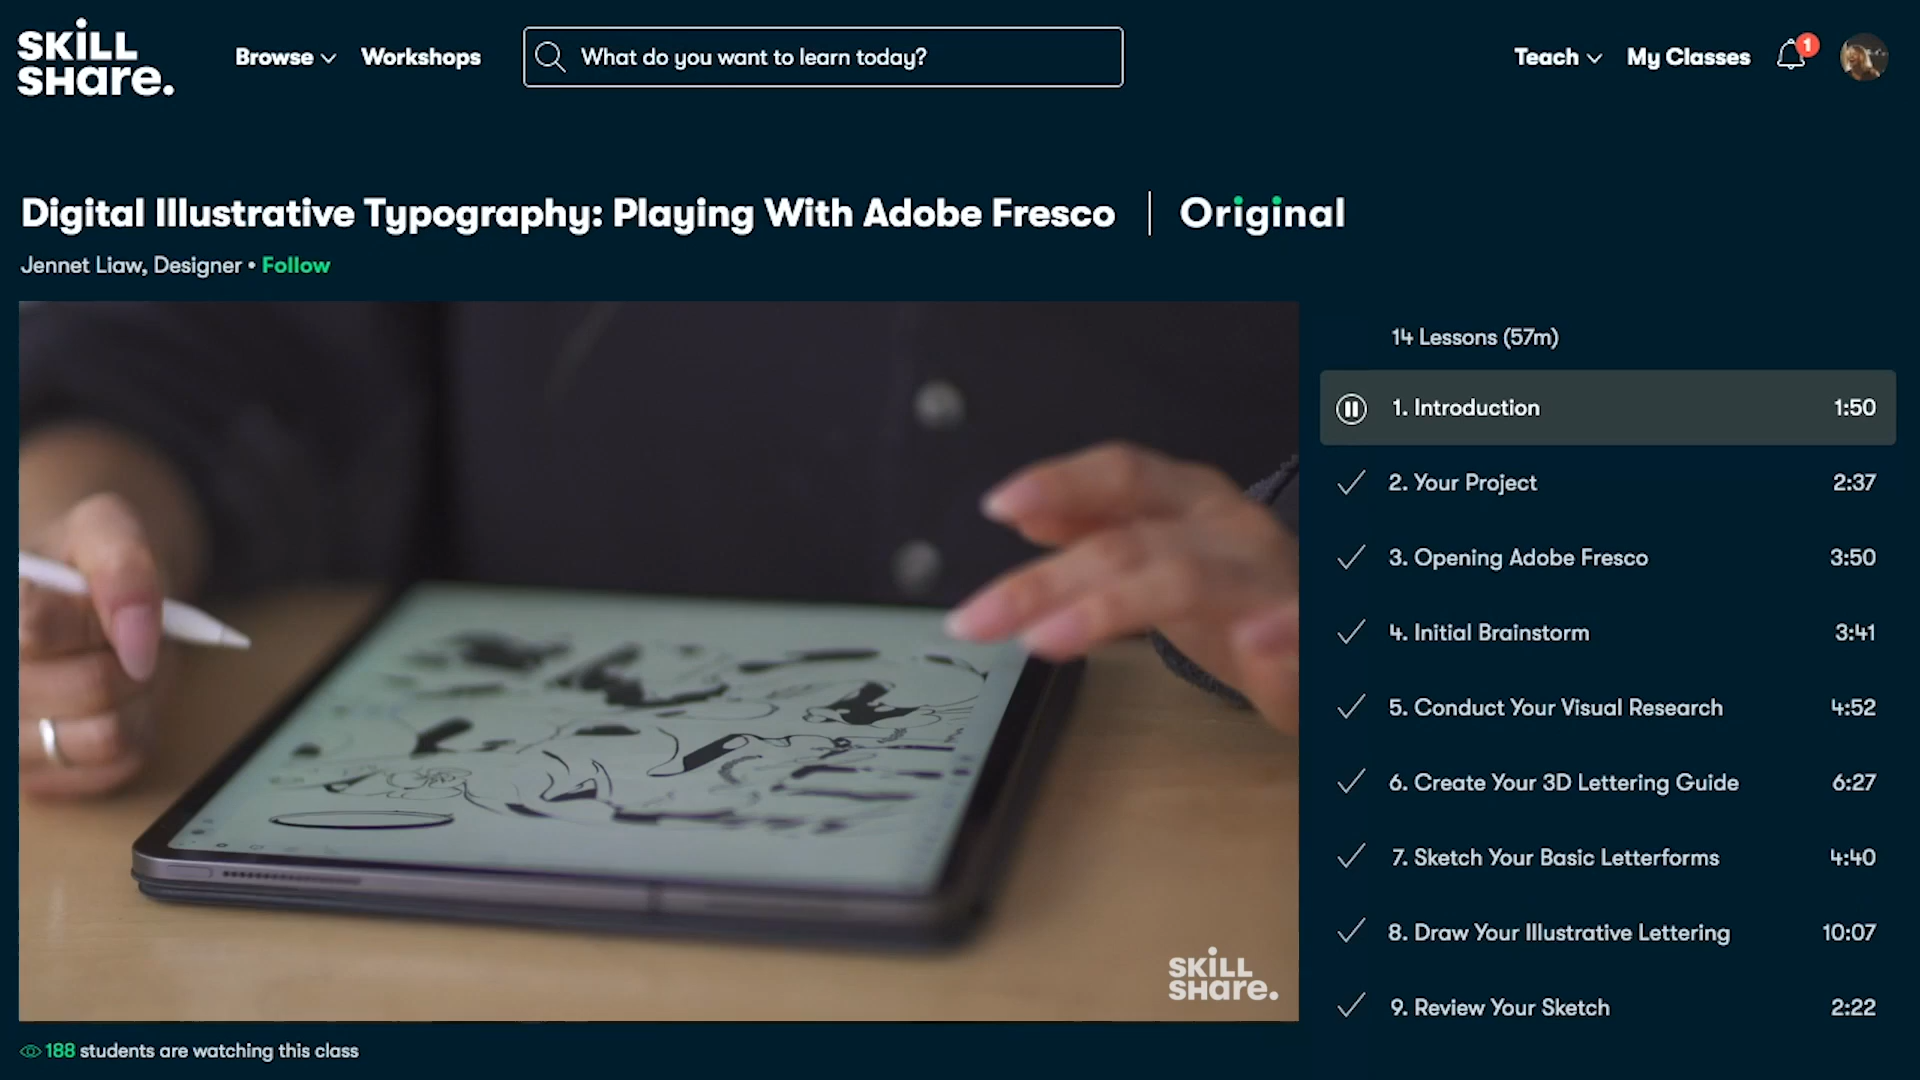 SKILL
SHare.
Browse
Workshops
What do you want to learn today?
Teach
My Classes
1
Digital Illustrative Typography: Playing With Adobe Fresco | Original
Jennet Liaw, Designer • Follow
14 Lessons (57m)
1. Introduction 1:50
2. Your Project 2:37
3. Opening Adobe Fresco 3:50
4. Initial Brainstorm 3:41
5. Conduct Your Visual Research 4:52
6. Create Your 3D Lettering Guide 6:27
7. Sketch Your Basic Letterforms 4:40
8. Draw Your Illustrative Lettering 10:07
9. Review Your Sketch 2:22
SKILL
SHare.
188 students are watching this class